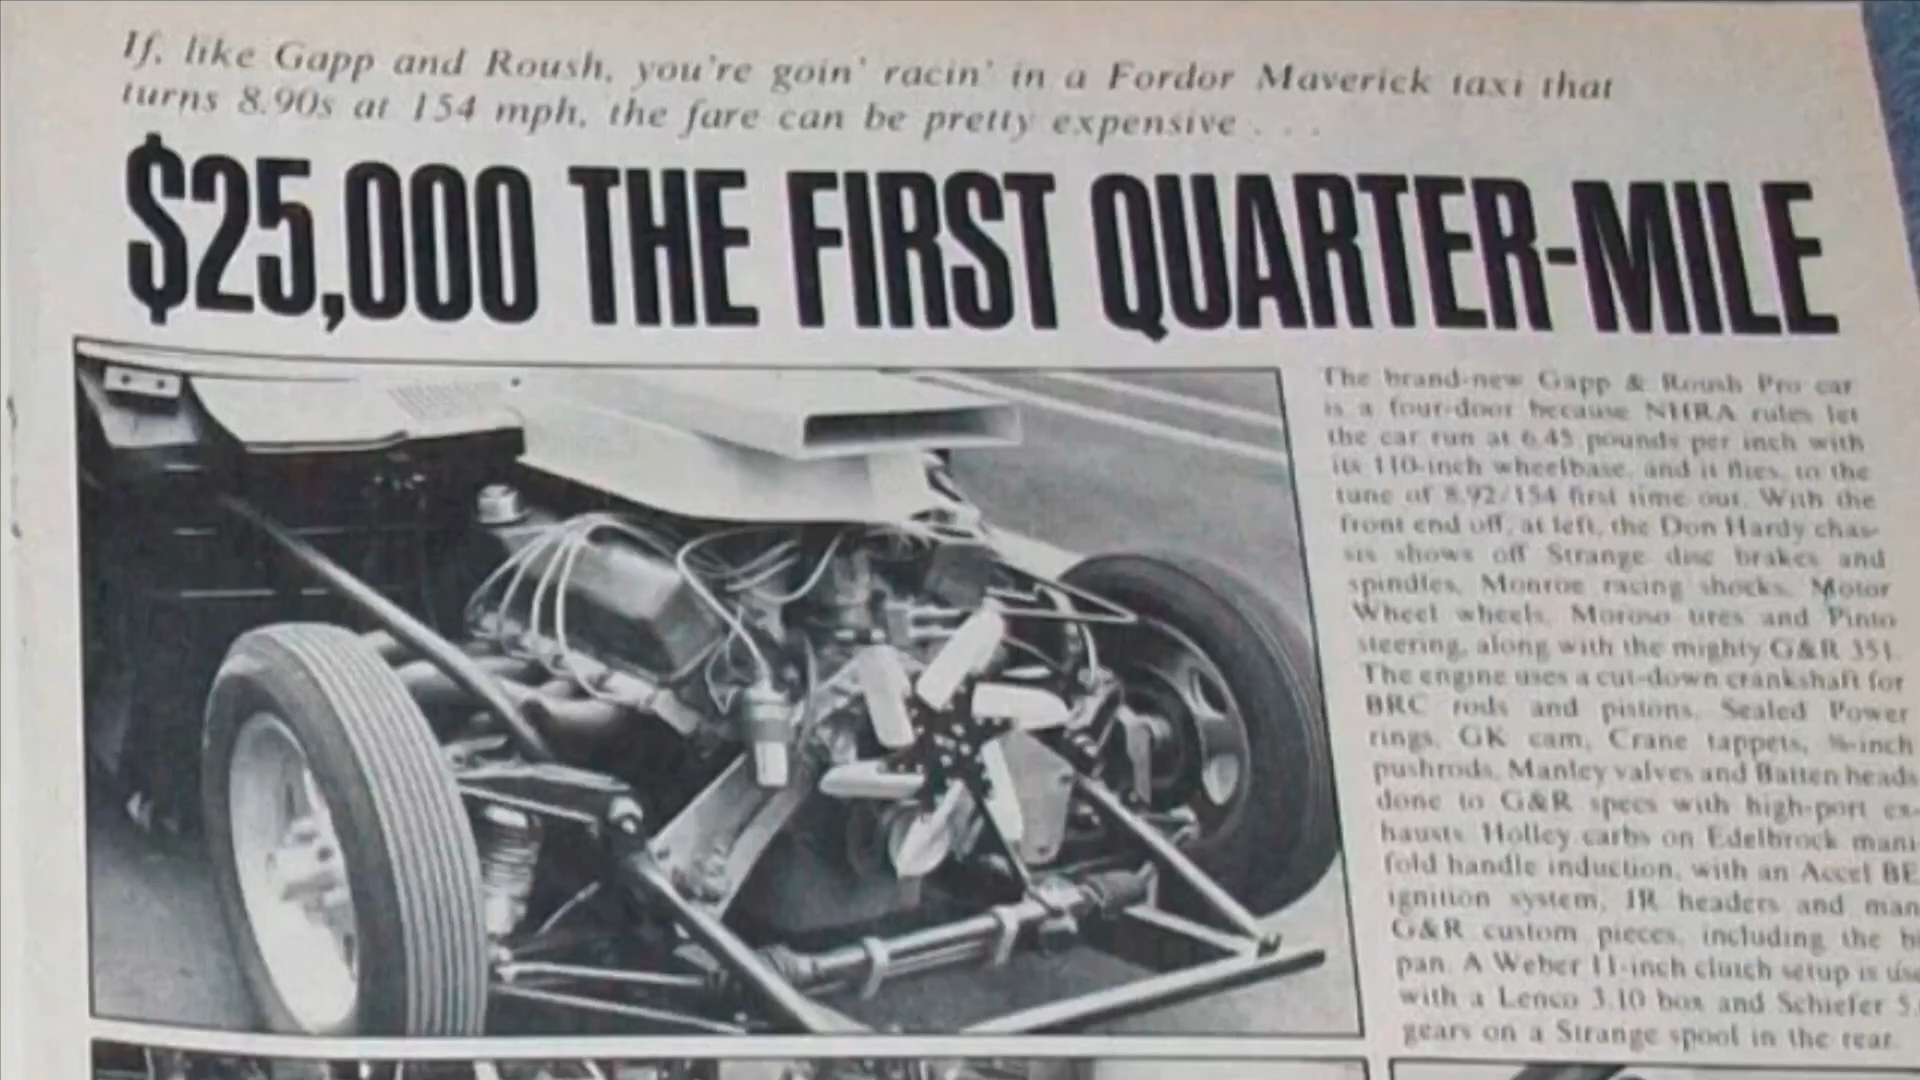 If, like Gapp and Roush, you're goin' racin' in a Fordor Maverick taxi that
turns 8.90s at 154 mph, the fare can be pretty expensive . . .
$25,000 THE FIRST QUARTER-MILE
The brand-new Gapp & Roush Pro car
is a four-door because NHRA rules let
the car run at 6.45 pounds per inch with
its 110-inch wheelbase, and it flies, to the
tune of 8.92/154 first time out. With the
front end off, at left, the Don Hardy chas-
sis shows off Strange disc brakes and
spindles, Monroe racing shocks, Motor
Wheel wheels, Moroso tires and Pinto
steering, along with the mighty G&R 351.
The engine uses a cut-down crankshaft for
BRC rods and pistons, Sealed Power
rings, GK cam, Crane tappets,
pushrods, Manley valves and Batten heads
done to G&R specs with high-port ex-
hausts. Holley carbs on Edelbrock mani-
fold handle induction, with an Accel BE
ignition system, JR headers and man
G&R custom pieces, including the
pan. A Weber 11-inch clutch setup is use
with a Lenco 3.10 box and Schiefer 5.
gears on a Strange spool in the rear.